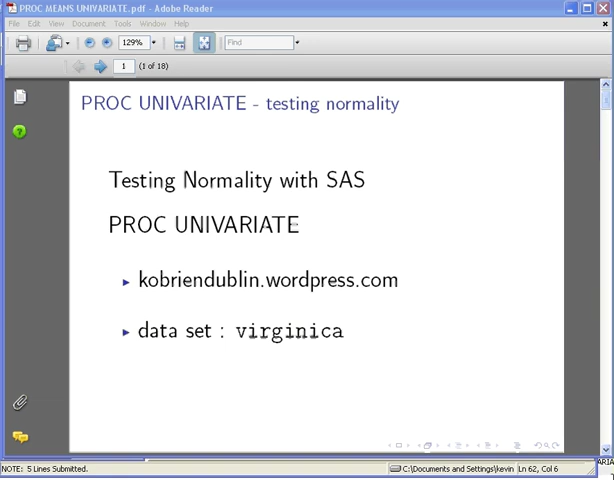 PROC MEANS UNIVARIATE.pdf - Adobe Reader
File Edit View Document Tools Window Help
129% Find
1 (1 of 18)
PROC UNIVARIATE - testing normality
Testing Normality with SAS
PROC UNIVARIATE
kobriendublin.wordpress.com
data set : virginica
NOTE: 5 Lines Submitted. C:\Documents and Settings\kevin Ln 62, Col 6